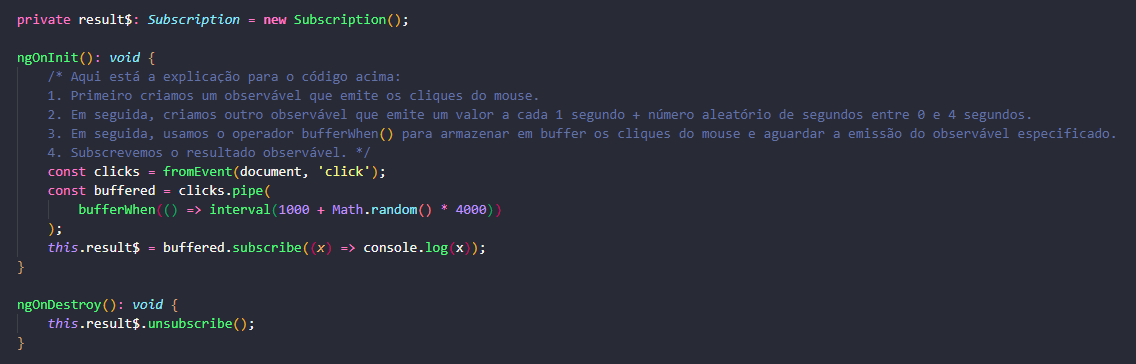 private result$: Subscription = new Subscription();
ngOnInit(): void {
/* Aqui está a explicação para o código acima:
1. Primeiro criamos um observável que emite os cliques do mouse.
2. Em seguida, criamos outro observável que emite um valor a cada 1 segundo + número aleatório de segundos entre 0 e 4 segundos.
3. Em seguida, usamos o operador bufferWhen() para armazenar em buffer os cliques do mouse e aguardar a emissão do observável especificado.
4. Subscrevemos o resultado observável. */
const clicks = fromEvent(document, 'click');
const buffered = clicks.pipe(
bufferWhen(() => interval(1000 + Math.random() * 4000))
);
this.result$ = buffered.subscribe((x) => console.log(x));
}
ngOnDestroy(): void {
this.result$.unsubscribe();
}